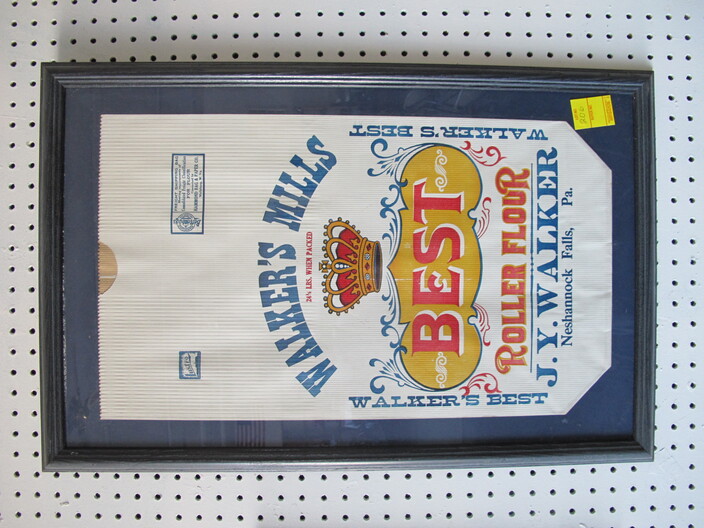 WALKER'S MILLS
24½ LBS. WHEN PACKED
WALKER'S BEST
WALKER'S BEST
BEST
ROLLER FLOUR
J. Y. WALKER
Neshannock Falls, Pa.